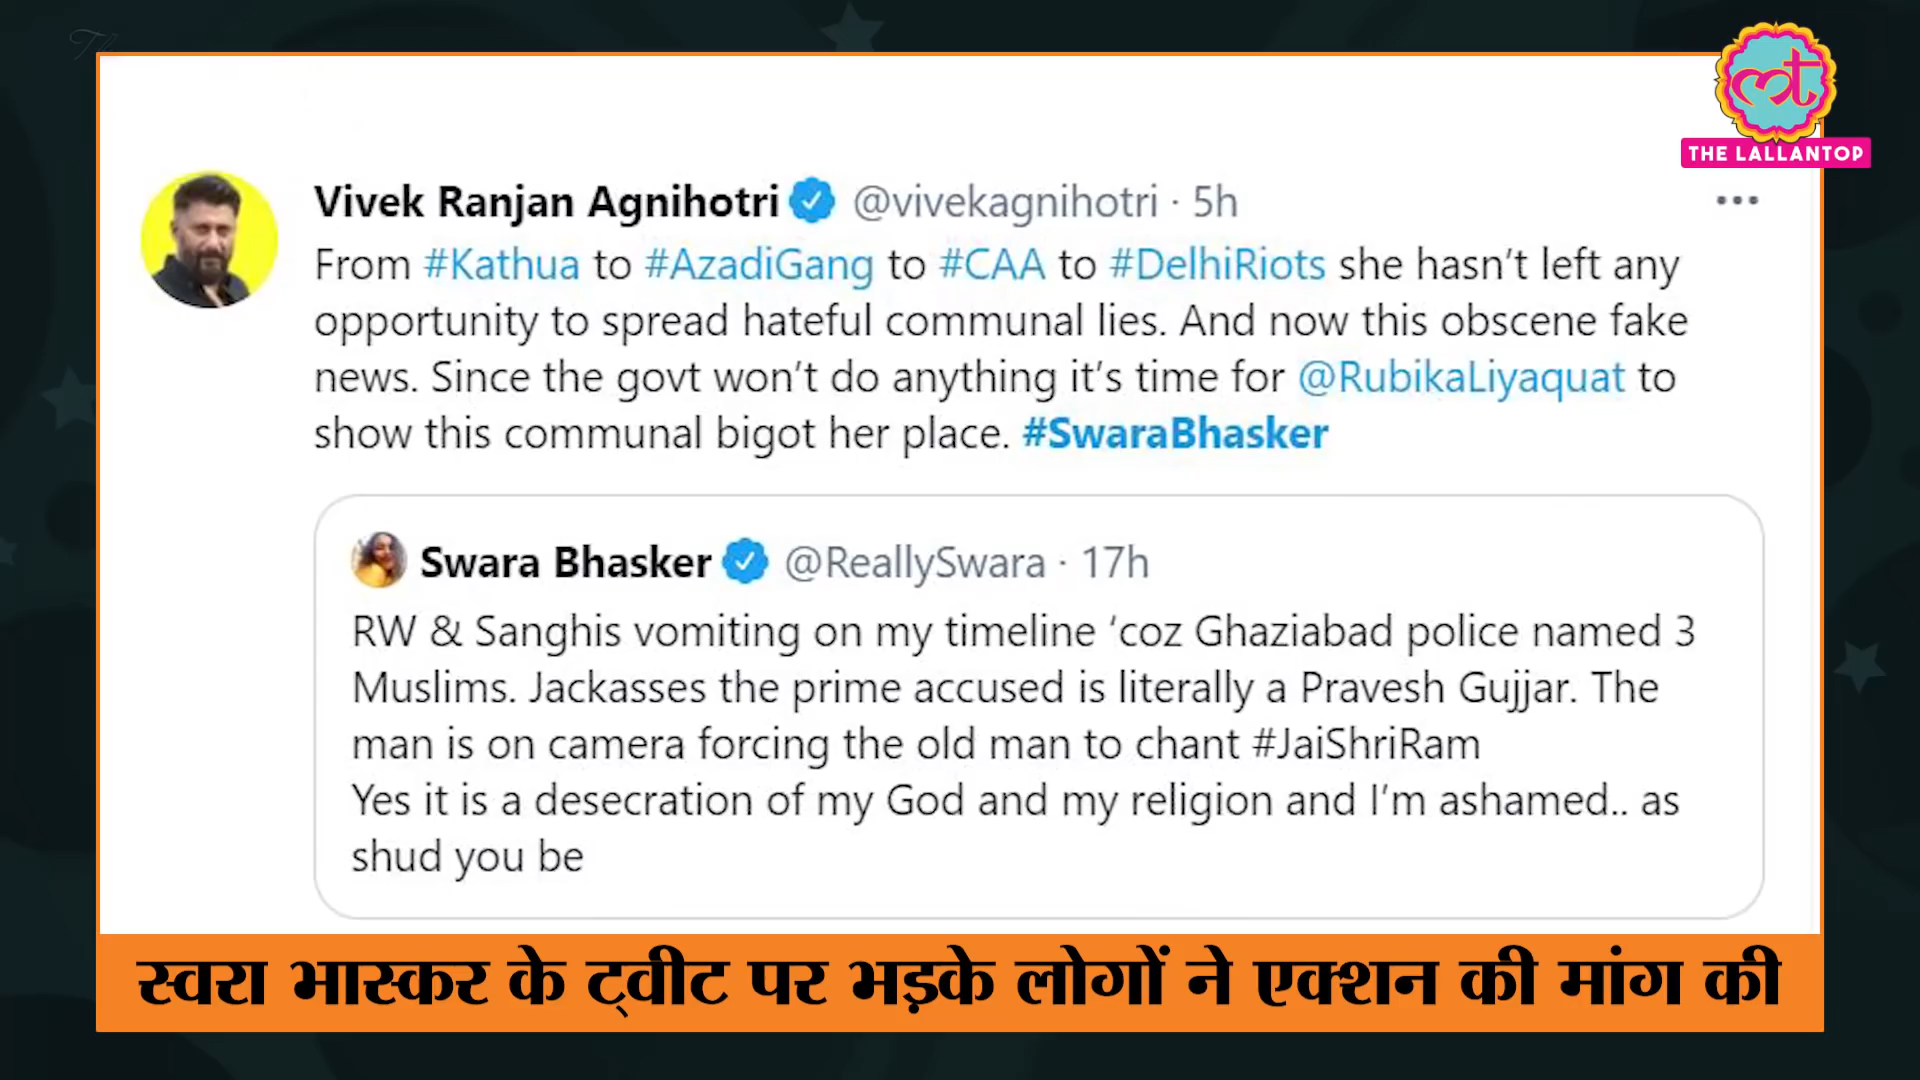 THE LALLANTOP
Vivek Ranjan Agnihotri @vivekagnihotri · 5h
From #Kathua to #AzadiGang to #CAA to #DelhiRiots she hasn't left any
opportunity to spread hateful communal lies. And now this obscene fake
news. Since the govt won't do anything it's time for @RubikaLiyaquat to
show this communal bigot her place. #SwaraBhasker
Swara Bhasker @ReallySwara · 17h
RW & Sanghis vomiting on my timeline ‘coz Ghaziabad police named 3
Muslims. Jackasses the prime accused is literally a Pravesh Gujjar. The
man is on camera forcing the old man to chant #JaiShriRam
Yes it is a desecration of my God and my religion and I'm ashamed.. as
shud you be
स्वरा भास्कर के ट्वीट पर भड़के लोगों ने एक्शन की मांग की